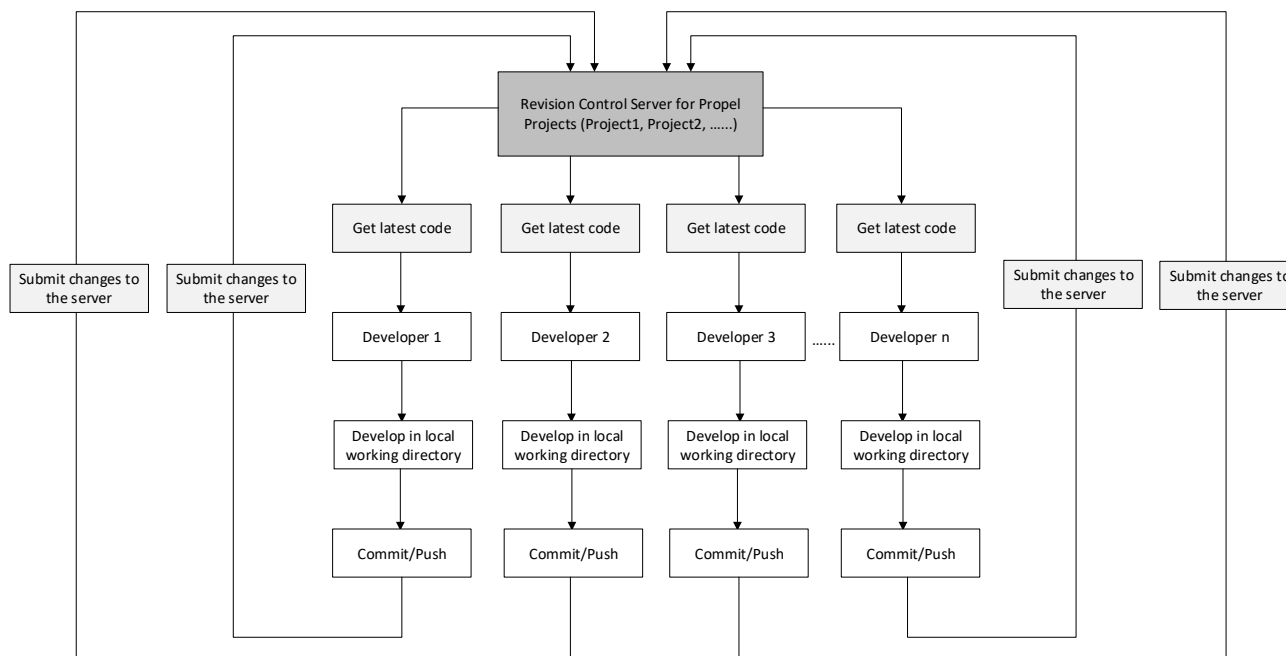 Revision Control Server for Propel
Projects (Project1, Project2, …...)
Get latest code
Get latest code
Get latest code
Get latest code
Submit changes to
the server
Submit changes to
the server
Submit changes to
the server
Submit changes to
the server
Developer 1
Developer 2
Developer 3
…...
Developer n
Develop in local
working directory
Develop in local
working directory
Develop in local
working directory
Develop in local
working directory
Commit/Push
Commit/Push
Commit/Push
Commit/Push